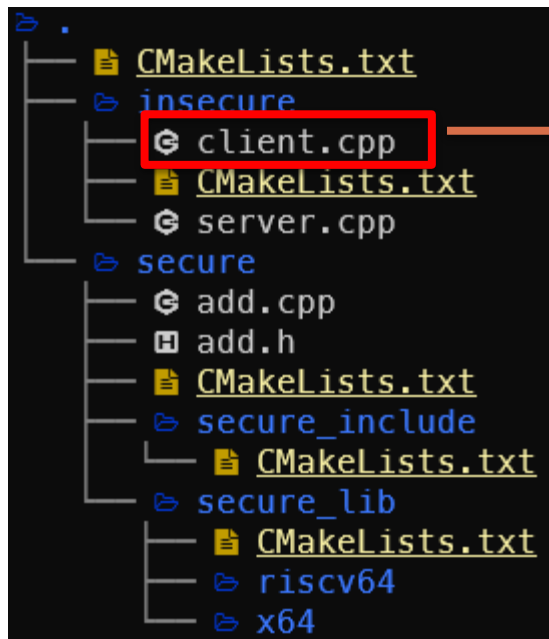 .
CMakeLists.txt
insecure
client.cpp
CMakeLists.txt
server.cpp
secure
add.cpp
add.h
CMakeLists.txt
secure_include
CMakeLists.txt
secure_lib
CMakeLists.txt
riscv64
x64